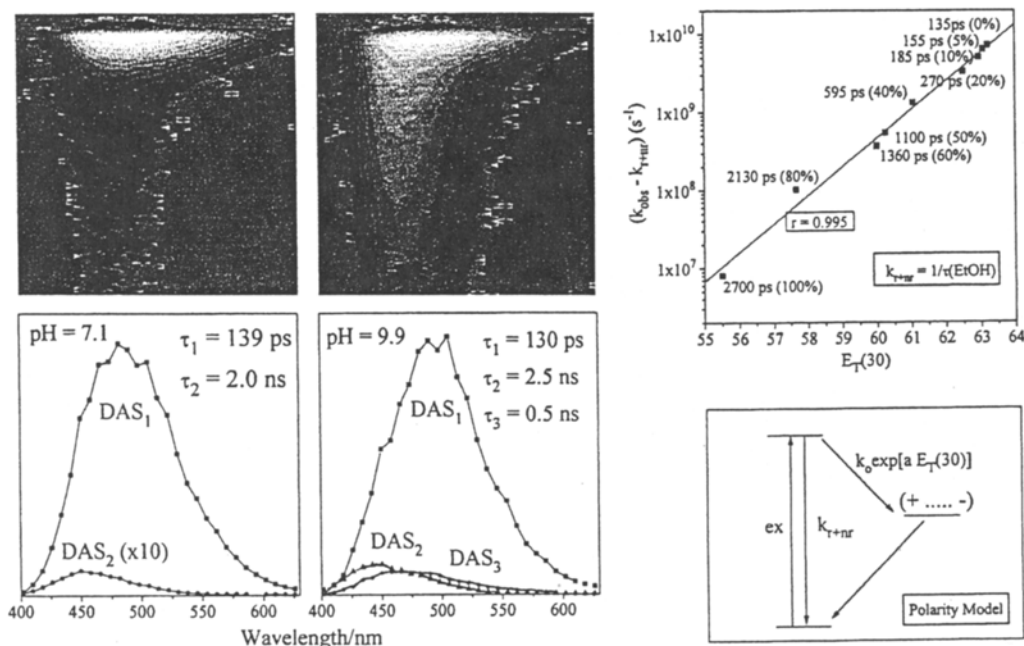 pH = 7.1
τ1 = 139 ps
τ2 = 2.0 ns
DAS1
DAS2 (x10)
400 450 500 550 600
pH = 9.9
τ1 = 130 ps
τ2 = 2.5 ns
τ3 = 0.5 ns
DAS1
DAS2
DAS3
400 450 500 550 600
Wavelength/nm
(kobs - kr+nr) (s-1)
1x10^10
1x10^9
1x10^8
1x10^7
135ps (0%)
155 ps (5%)
185 ps (10%)
270 ps (20%)
595 ps (40%)
1100 ps (50%)
1360 ps (60%)
2130 ps (80%)
r = 0.995
2700 ps (100%)
kr+nr = 1/τ(EtOH)
55 56 57 58 59 60 61 62 63 64
ET(30)
ko exp[a ET(30)]
(+ ..... -)
ex
kr+nr
Polarity Model